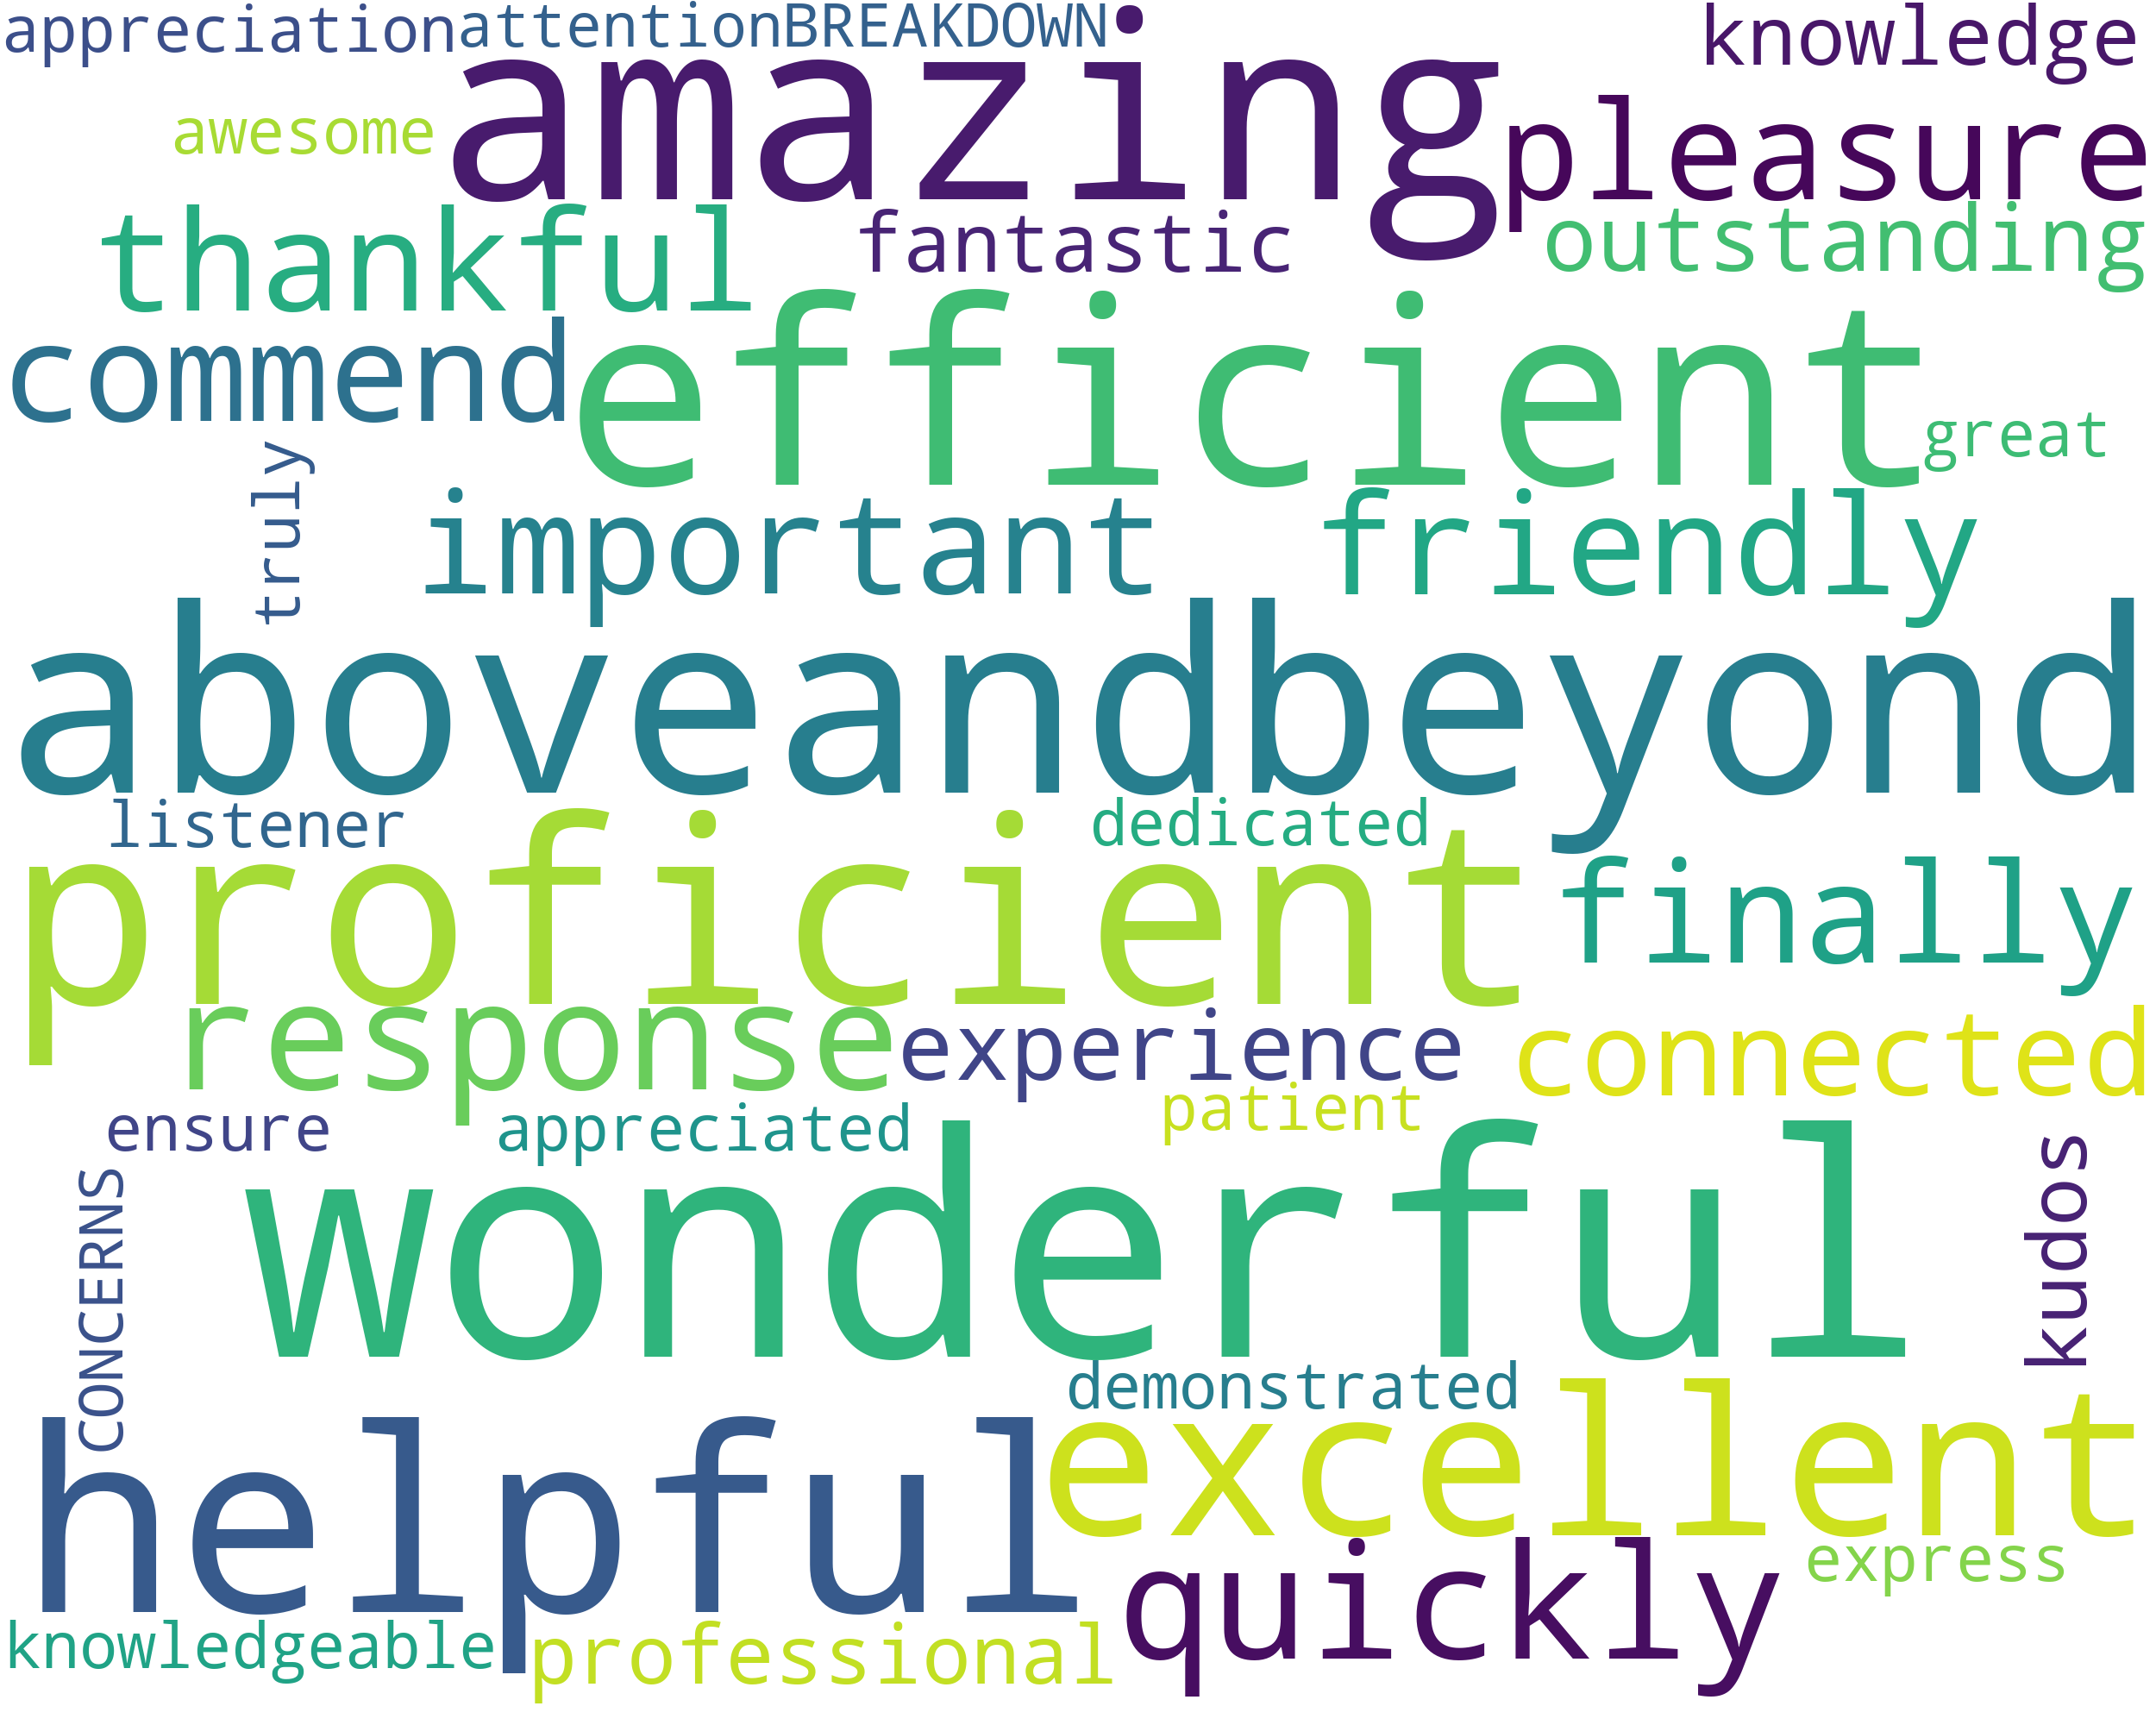 appreciation attention BREAKDOWN knowledge
amazing
awesome pleasure
thankful fantastic outstanding
commend efficient great
truly important friendly
aboveandbeyond
listener dedicated
proficient finally
response experience connected
ensure appreciated patient
CONCERNS wonderful kudos
demonstrated
helpful excellent
quickly express
knowledgeable professional